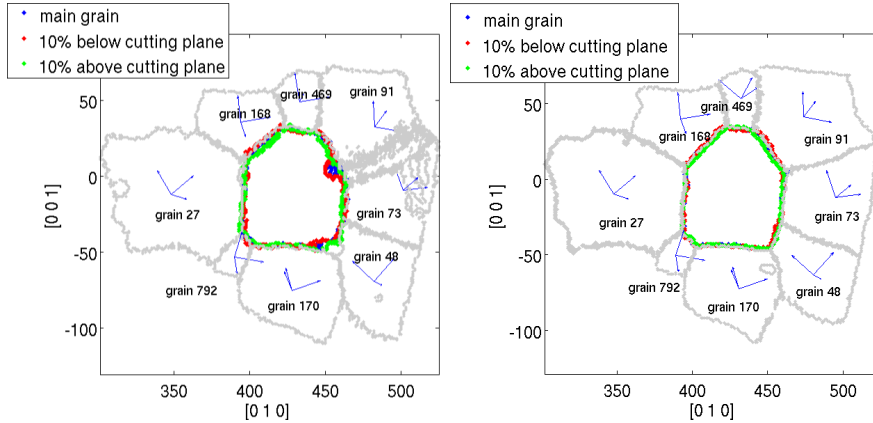 main grain
10% below cutting plane
10% above cutting plane
50
0
-50
-100
[0 0 1]
grain 469
grain 91
grain 168
grain 27
grain 73
grain 48
grain 792
grain 170
350
400
450
500
[0 1 0]
main grain
10% below cutting plane
10% above cutting plane
50
0
-50
-100
[0 0 1]
grain 469
grain 168
grain 91
grain 27
grain 73
grain 792
grain 48
grain 170
300
350
400
450
500
[0 1 0]